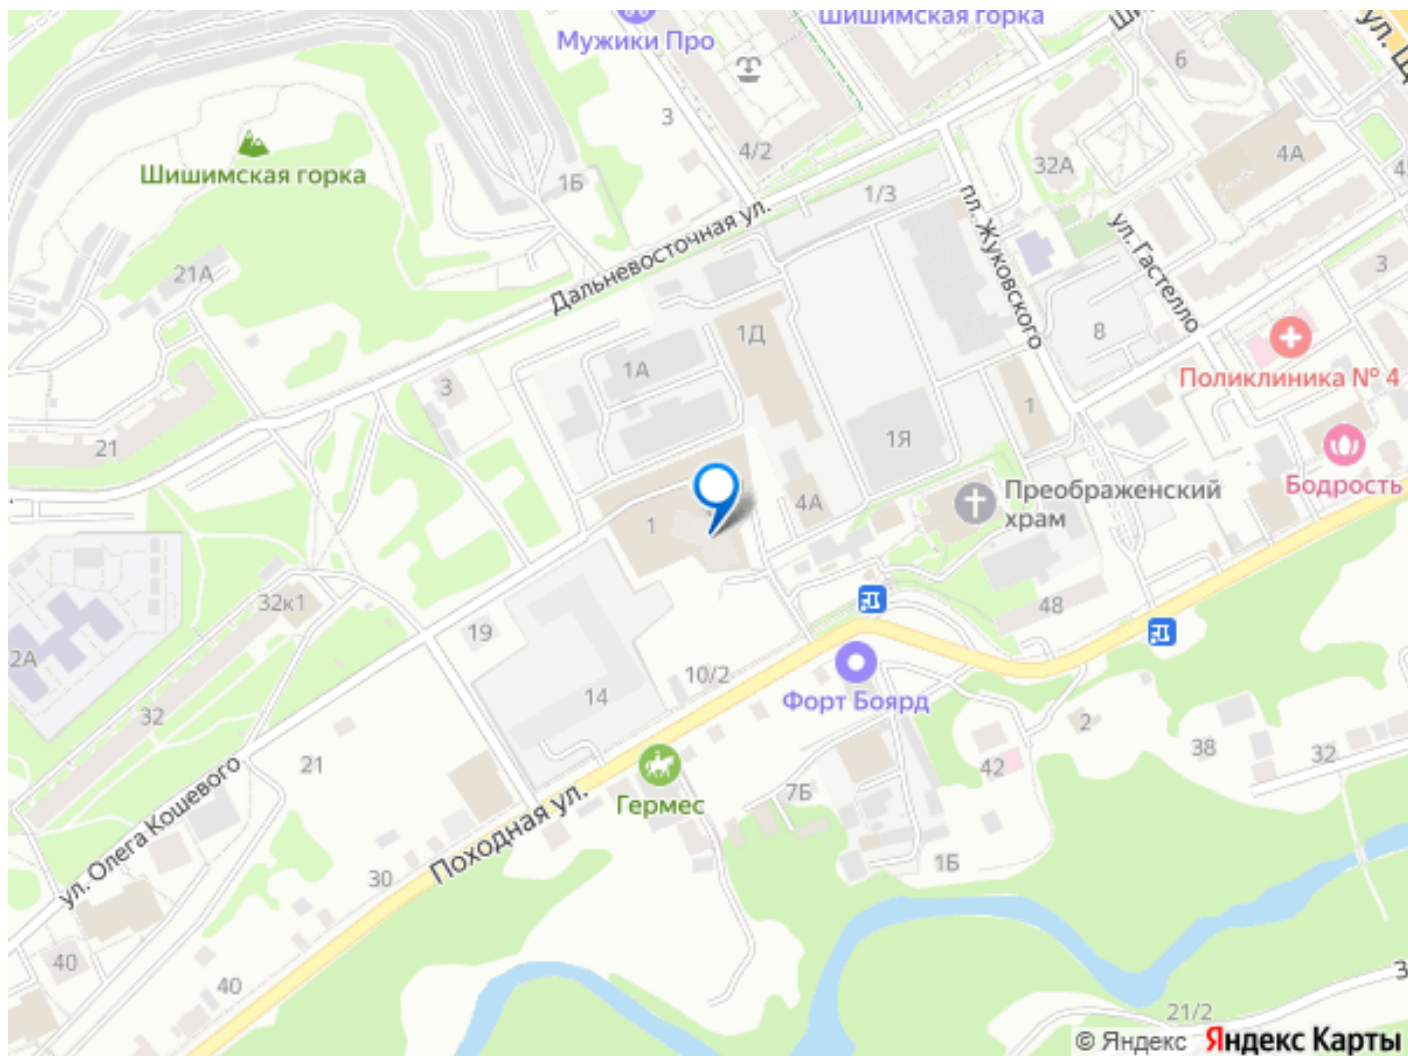 Мужики Про
Шишимская горка
ул. Щ
6
3
4/2
Шишимская горка
1Б
1/3
32А
4А
пл. Жуковского
ул. Гастелло
3
21А
Дальневосточная ул.
1Д
8
1А
3
Поликлиника № 4
1
21
1Я
Бодрость
Преображенский
храм
4А
1
32к1
48
19
2А
10/2
14
Форт Боярд
32
2
38
32
21
42
Гермес
7Б
ул. Олега Кошевого
Походная ул.
1Б
30
40
40
21/2
© Яндекс Яндекс Карты